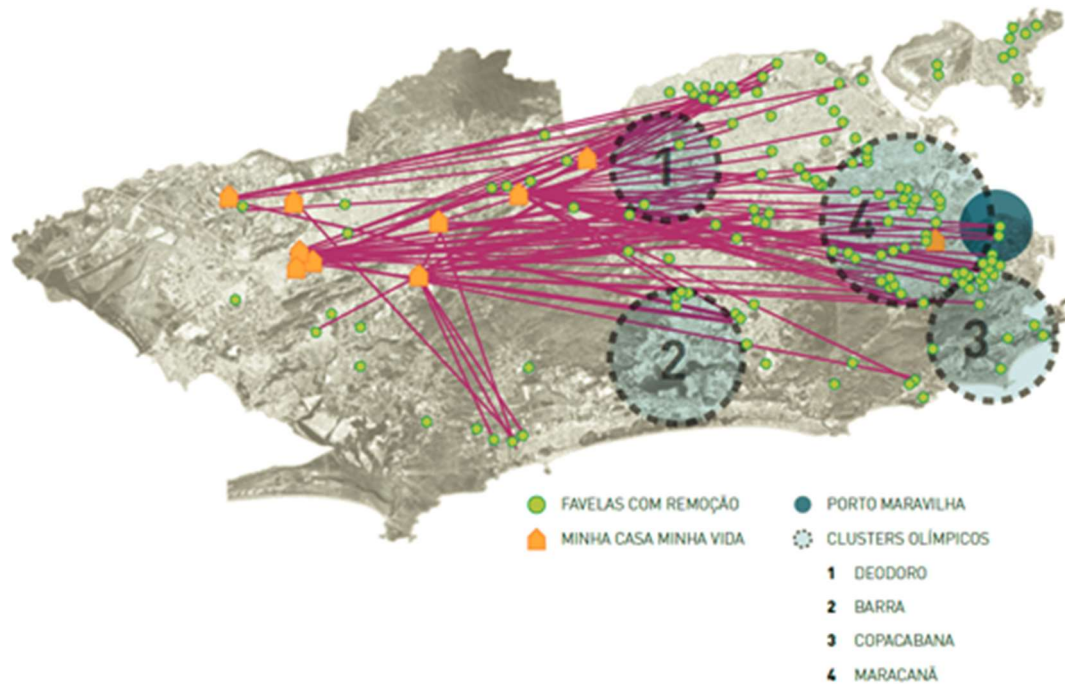 1
4
3
2
FAVELAS COM REMOÇÃO
PORTO MARAVILHA
MINHA CASA MINHA VIDA
CLUSTERS OLÍMPICOS
1 DEODORO
2 BARRA
3 COPACABANA
4 MARACANÃ